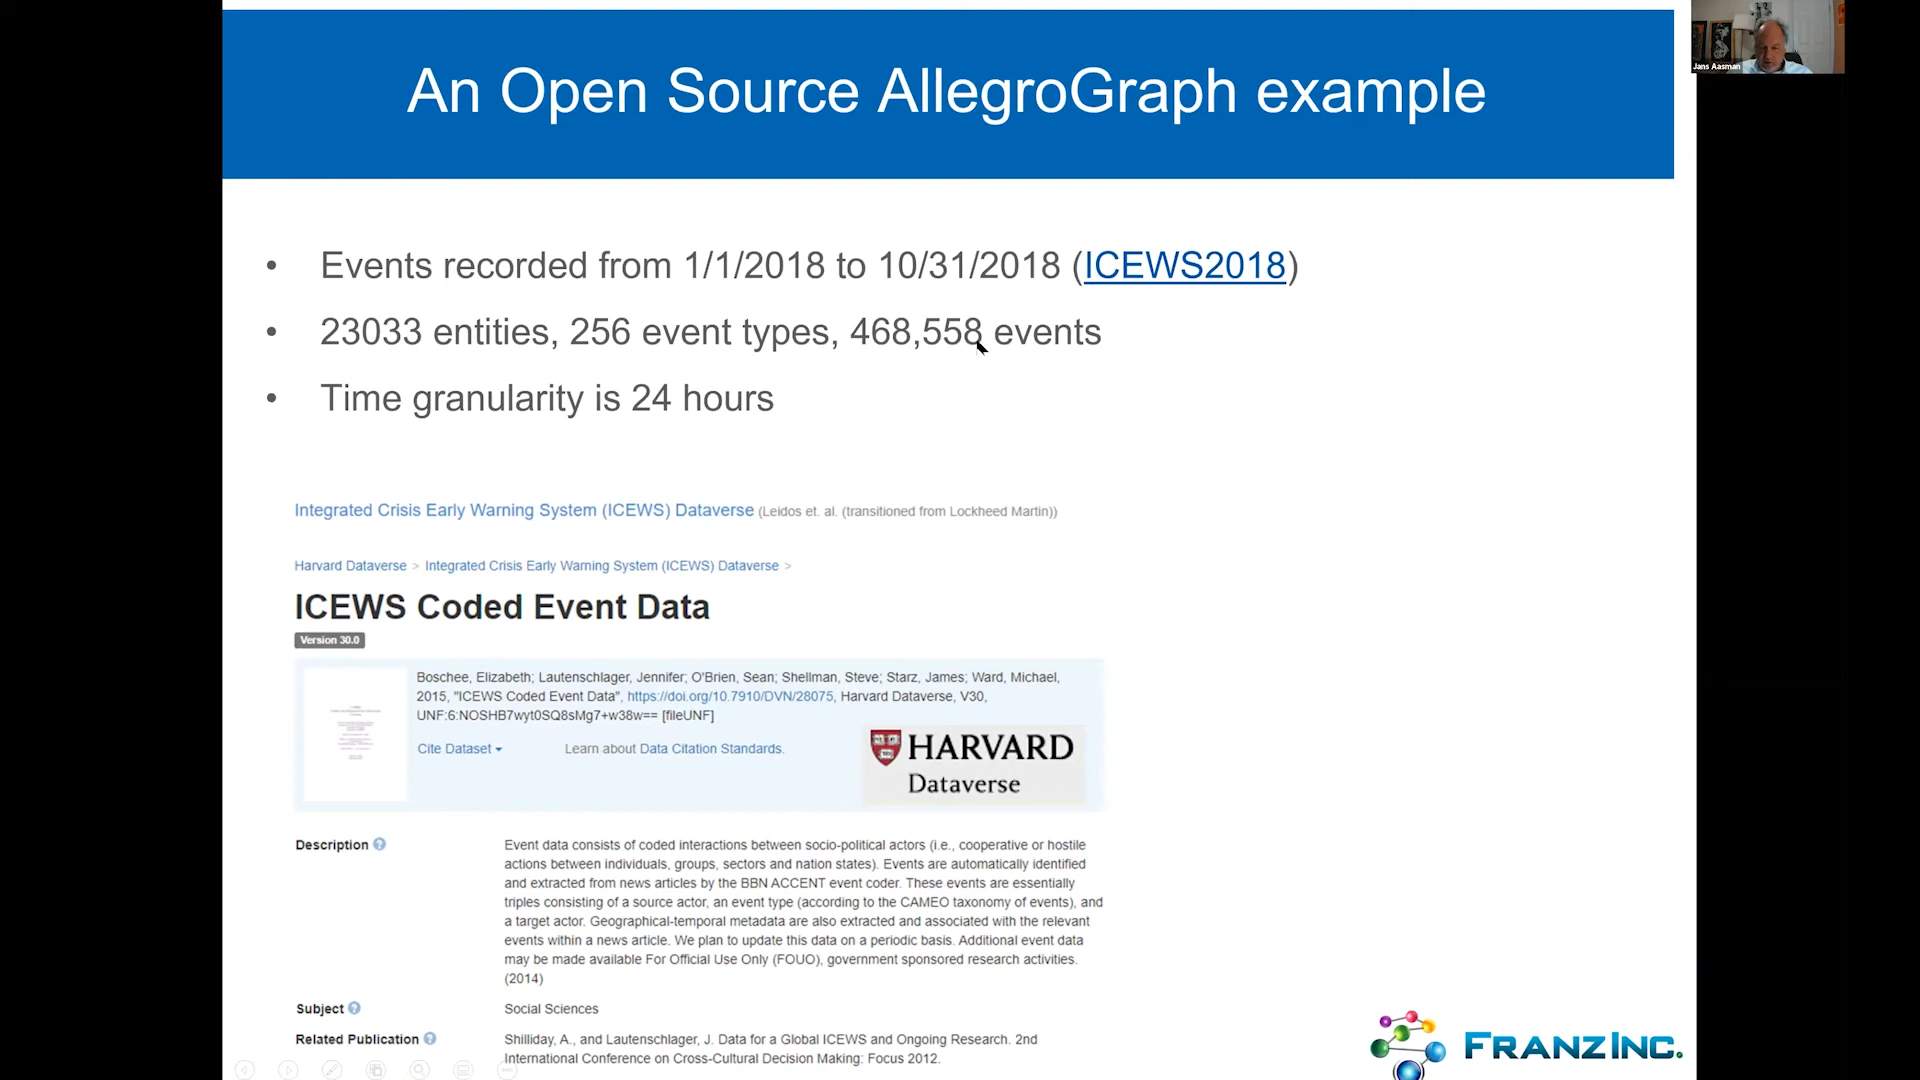 An Open Source AllegroGraph example
Jans Aasman
• Events recorded from 1/1/2018 to 10/31/2018 (ICEWS2018)
• 23033 entities, 256 event types, 468,558 events
• Time granularity is 24 hours
Integrated Crisis Early Warning System (ICEWS) Dataverse (Leidos et. al. (transitioned from Lockheed Martin))
Harvard Dataverse > Integrated Crisis Early Warning System (ICEWS) Dataverse >
ICEWS Coded Event Data
Version 30.0
Boschee, Elizabeth; Lautenschlager, Jennifer; O'Brien, Sean; Shellman, Steve; Starz, James; Ward, Michael,
2015, "ICEWS Coded Event Data", https://doi.org/10.7910/DVN/28075, Harvard Dataverse, V30,
UNF:6:NOSHB7wyt0SQ8sMg7+w38w== [fileUNF]
Cite Dataset
Learn about Data Citation Standards.
HARVARD
Dataverse
Description
Event data consists of coded interactions between socio-political actors (i.e., cooperative or hostile
actions between individuals, groups, sectors and nation states). Events are automatically identified
and extracted from news articles by the BBN ACCENT event coder. These events are essentially
triples consisting of a source actor, an event type (according to the CAMEO taxonomy of events), and
a target actor. Geographical-temporal metadata are also extracted and associated with the relevant
events within a news article. We plan to update this data on a periodic basis. Additional event data
may be made available For Official Use Only (FOUO), government sponsored research activities.
(2014)
Subject
Social Sciences
Related Publication
Shilliday, A., and Lautenschlager, J. Data for a Global ICEWS and Ongoing Research. 2nd
International Conference on Cross-Cultural Decision Making: Focus 2012.
FRANZ INC.